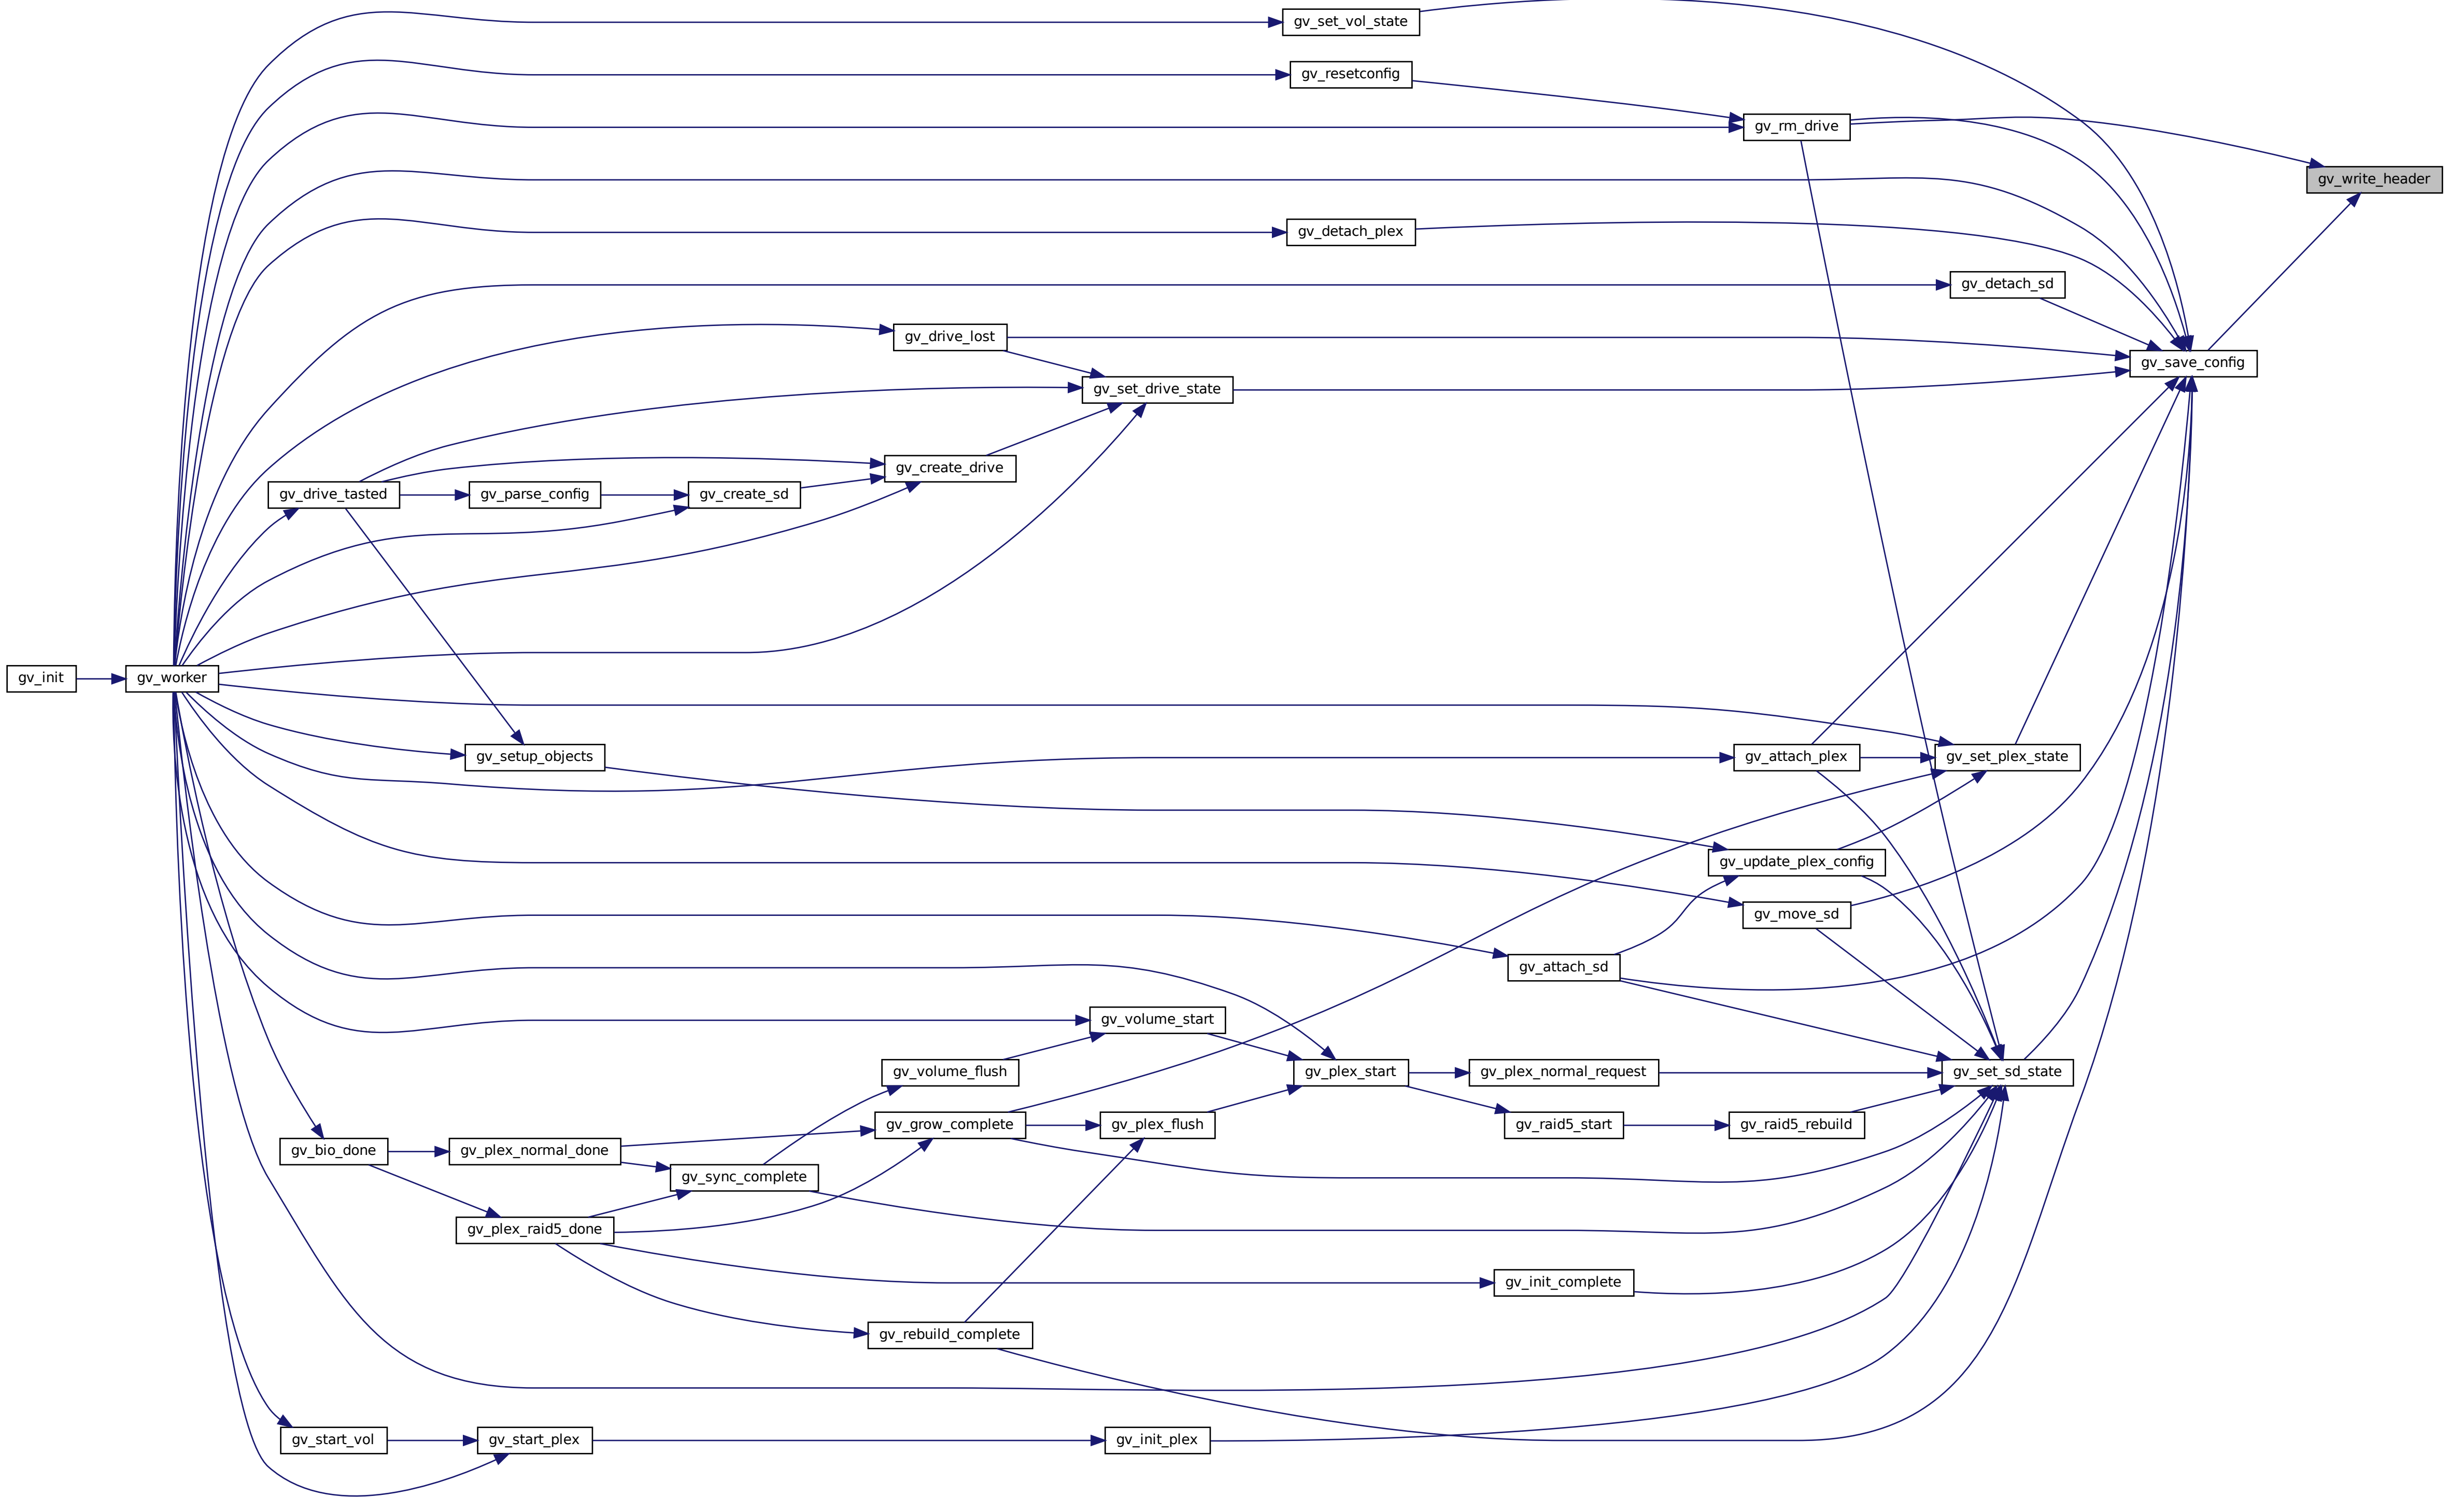 gv_set_vol_state
gv_resetconfig
gv_rm_drive
gv_write_header
gv_detach_plex
gv_detach_sd
gv_drive_lost
gv_save_config
gv_set_drive_state
gv_create_drive
gv_drive_tasted
gv_parse_config
gv_create_sd
gv_init
gv_worker
gv_setup_objects
gv_attach_plex
gv_set_plex_state
gv_update_plex_config
gv_move_sd
gv_attach_sd
gv_volume_start
gv_volume_flush
gv_plex_start
gv_plex_normal_request
gv_set_sd_state
gv_grow_complete
gv_plex_flush
gv_raid5_start
gv_raid5_rebuild
gv_bio_done
gv_plex_normal_done
gv_sync_complete
gv_plex_raid5_done
gv_init_complete
gv_rebuild_complete
gv_start_vol
gv_start_plex
gv_init_plex